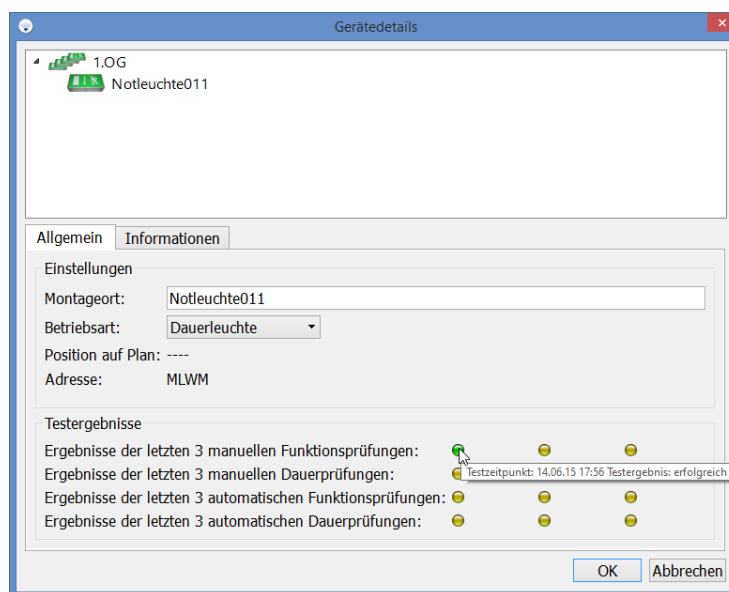 Gerätedetails
1.OG
Notleuchte011
Allgemein Informationen
Einstellungen
Montageort: Notleuchte011
Betriebsart: Dauerleuchte
Position auf Plan: ----
Adresse: MLWM
Testergebnisse
Ergebnisse der letzten 3 manuellen Funktionsprüfungen:
Testzeitpunkt: 14.06.15 17:56 Testergebnis: erfolgreich
Ergebnisse der letzten 3 manuellen Dauerprüfungen:
Ergebnisse der letzten 3 automatischen Funktionsprüfungen:
Ergebnisse der letzten 3 automatischen Dauerprüfungen:
OK Abbrechen